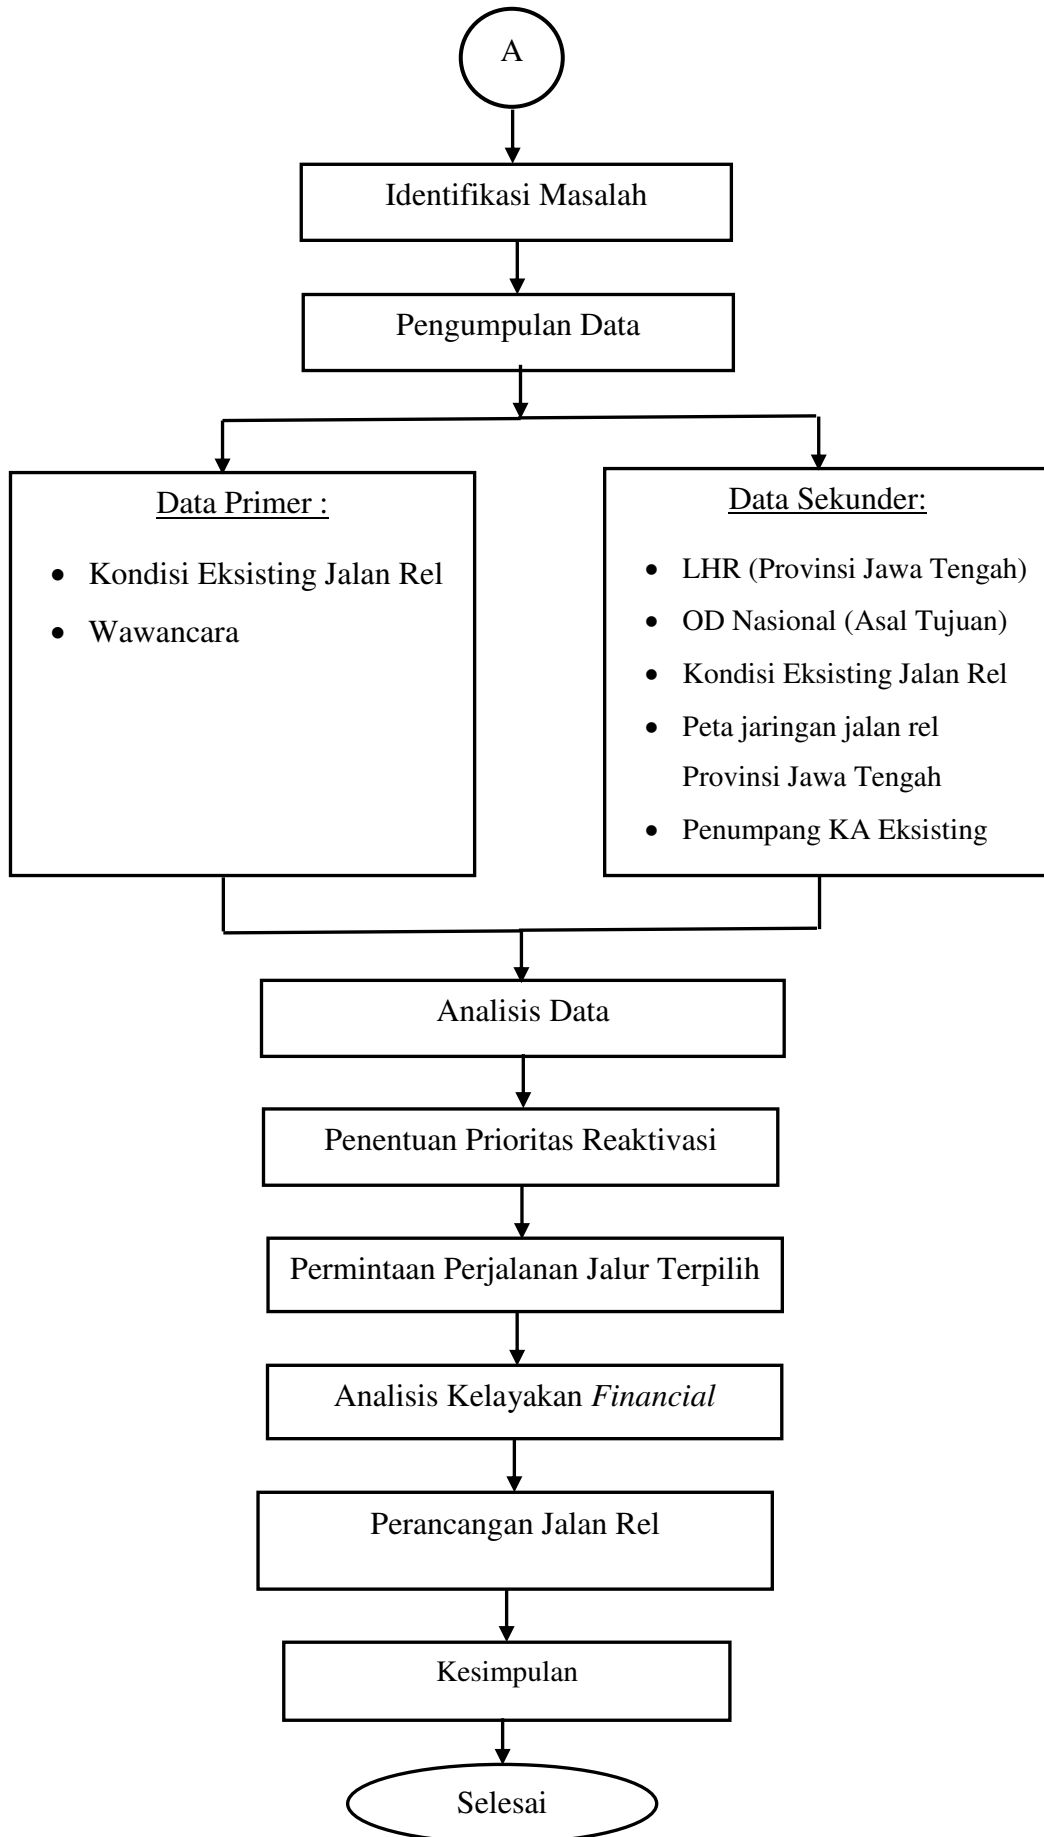 A
Identifikasi Masalah
Pengumpulan Data
Data Primer :
• Kondisi Eksisting Jalan Rel
• Wawancara
Data Sekunder:
• LHR (Provinsi Jawa Tengah)
• OD Nasional (Asal Tujuan)
• Kondisi Eksisting Jalan Rel
• Peta jaringan jalan rel
Provinsi Jawa Tengah
• Penumpang KA Eksisting
Analisis Data
Penentuan Prioritas Reaktivasi
Permintaan Perjalanan Jalur Terpilih
Analisis Kelayakan Financial
Perancangan Jalan Rel
Kesimpulan
Selesai